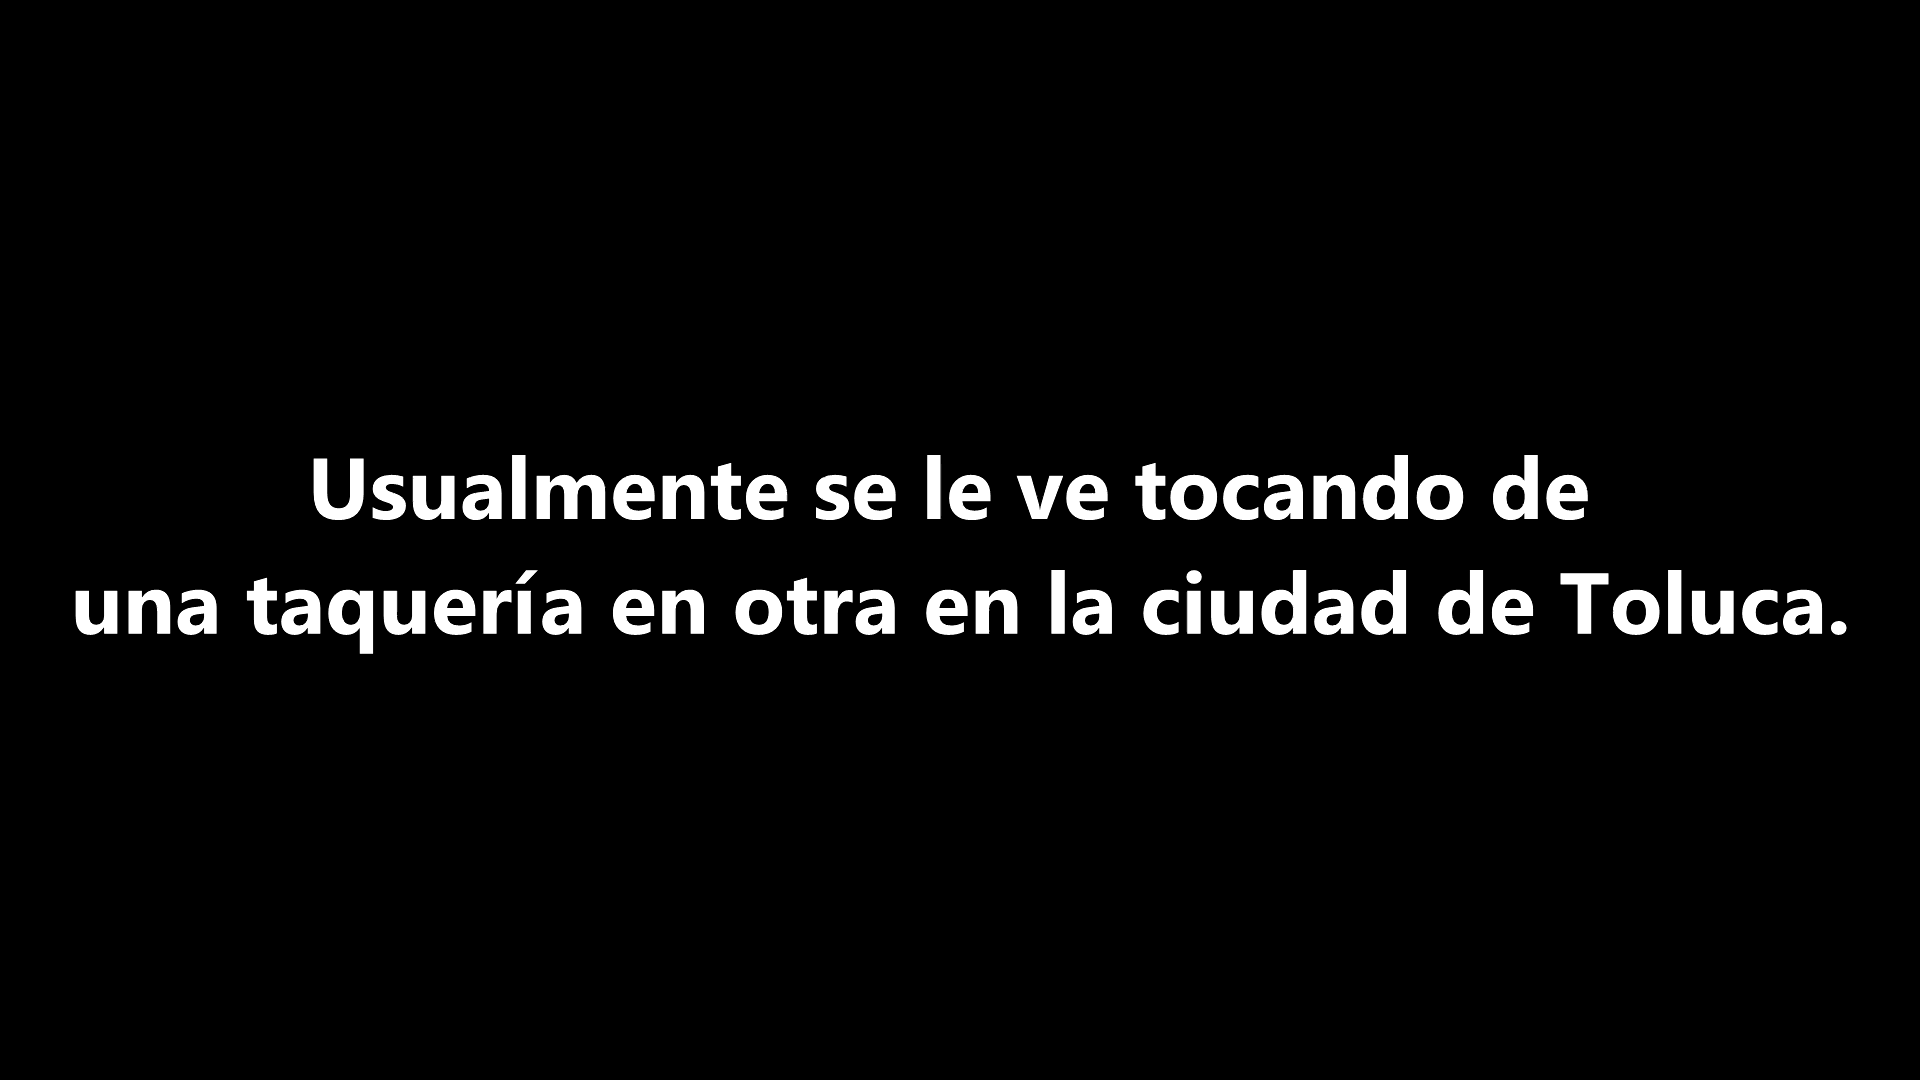 Usualmente se le ve tocando de
una taquería en otra en la ciudad de Toluca.